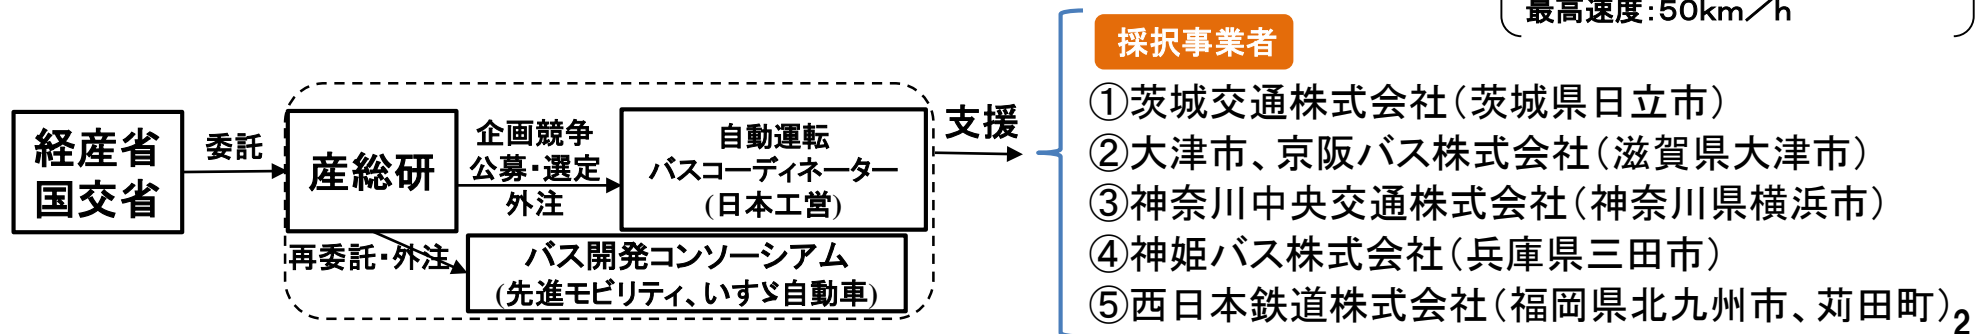 最高速度:50km/h
採択事業者
経産省
国交省
委託
産総研
企画競争
公募・選定
外注
自動運転
バスコーディネーター
(日本工営)
再委託・外注
バス開発コンソーシアム
(先進モビリティ、いすゞ自動車)
支援
①茨城交通株式会社(茨城県日立市)
②大津市、京阪バス株式会社(滋賀県大津市)
③神奈川中央交通株式会社(神奈川県横浜市)
④神姫バス株式会社(兵庫県三田市)
⑤西日本鉄道株式会社(福岡県北九州市、苅田町)
2